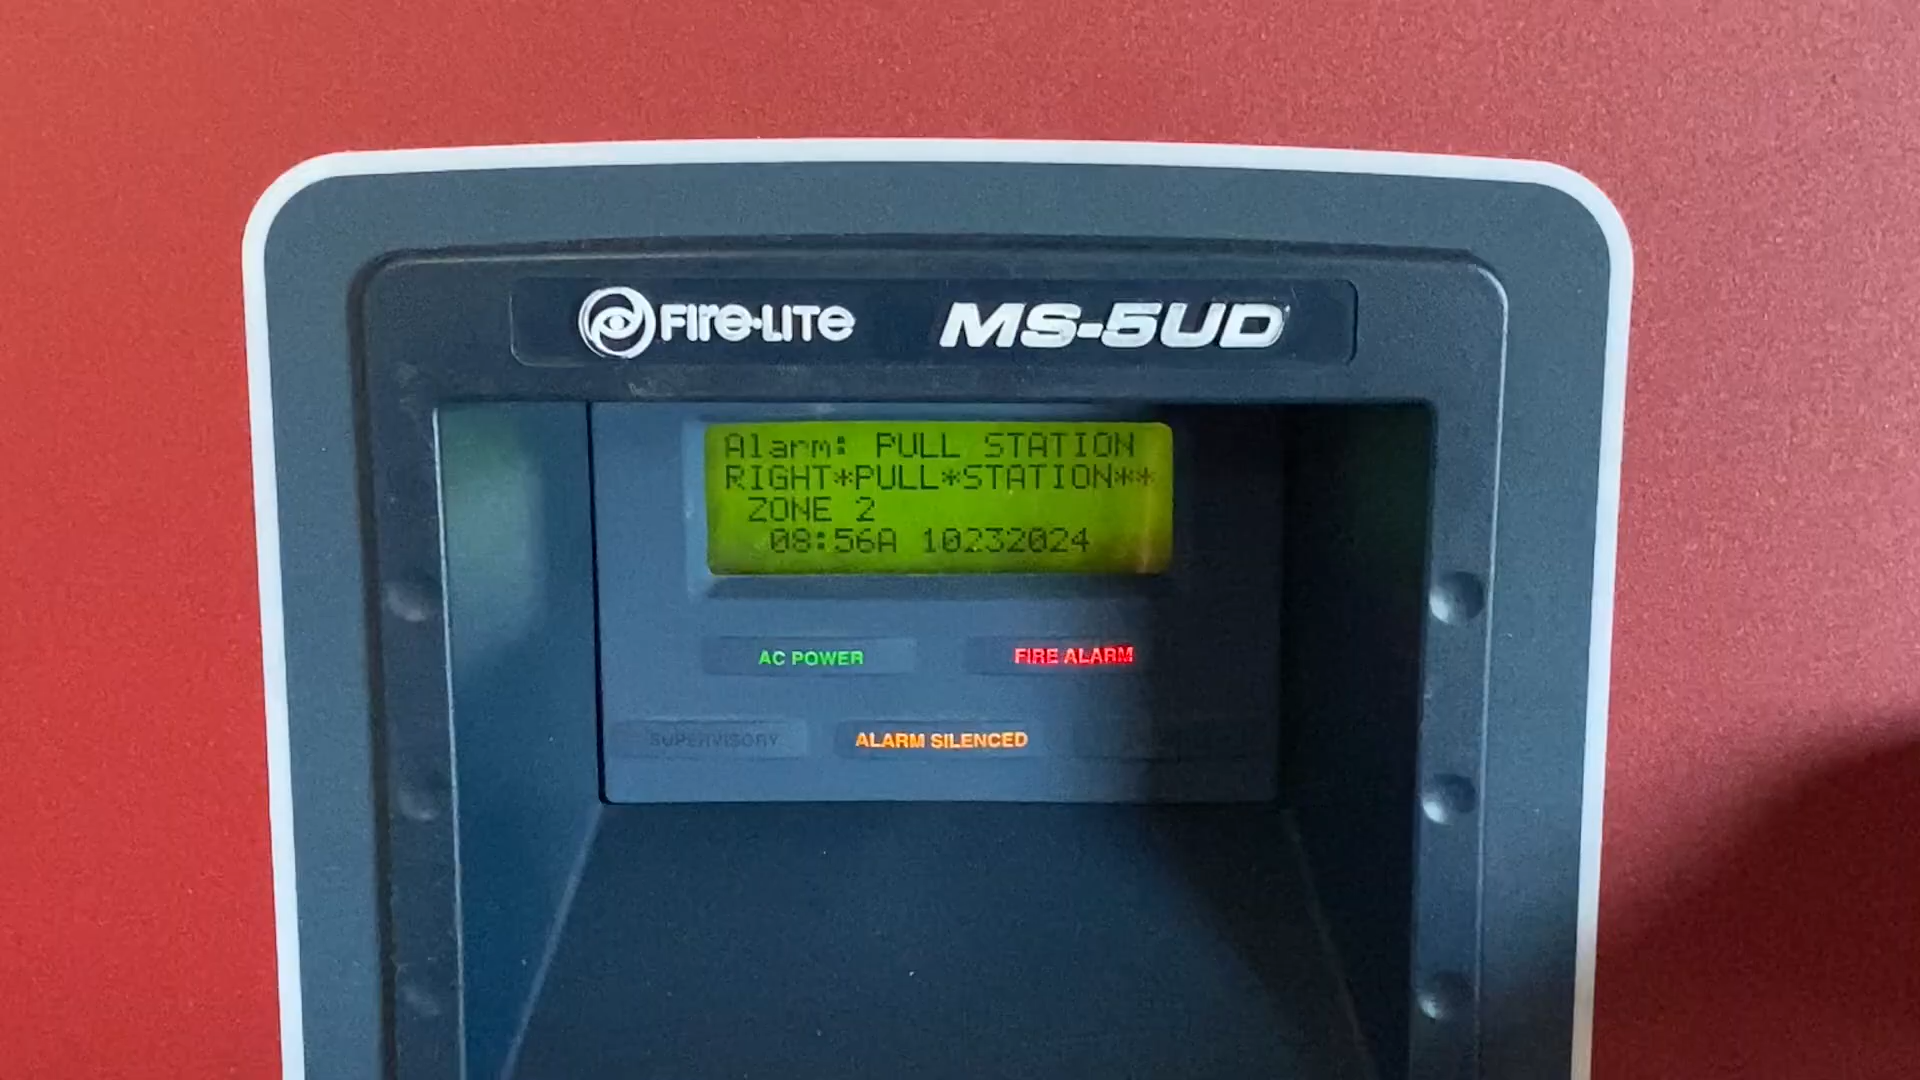 FIRE•LITE MS-5UD
Alarm: PULL STATION
RIGHT*PULL*STATION**
ZONE 2
08:56A 10232024
AC POWER FIRE ALARM
SUPERVISORY ALARM SILENCED